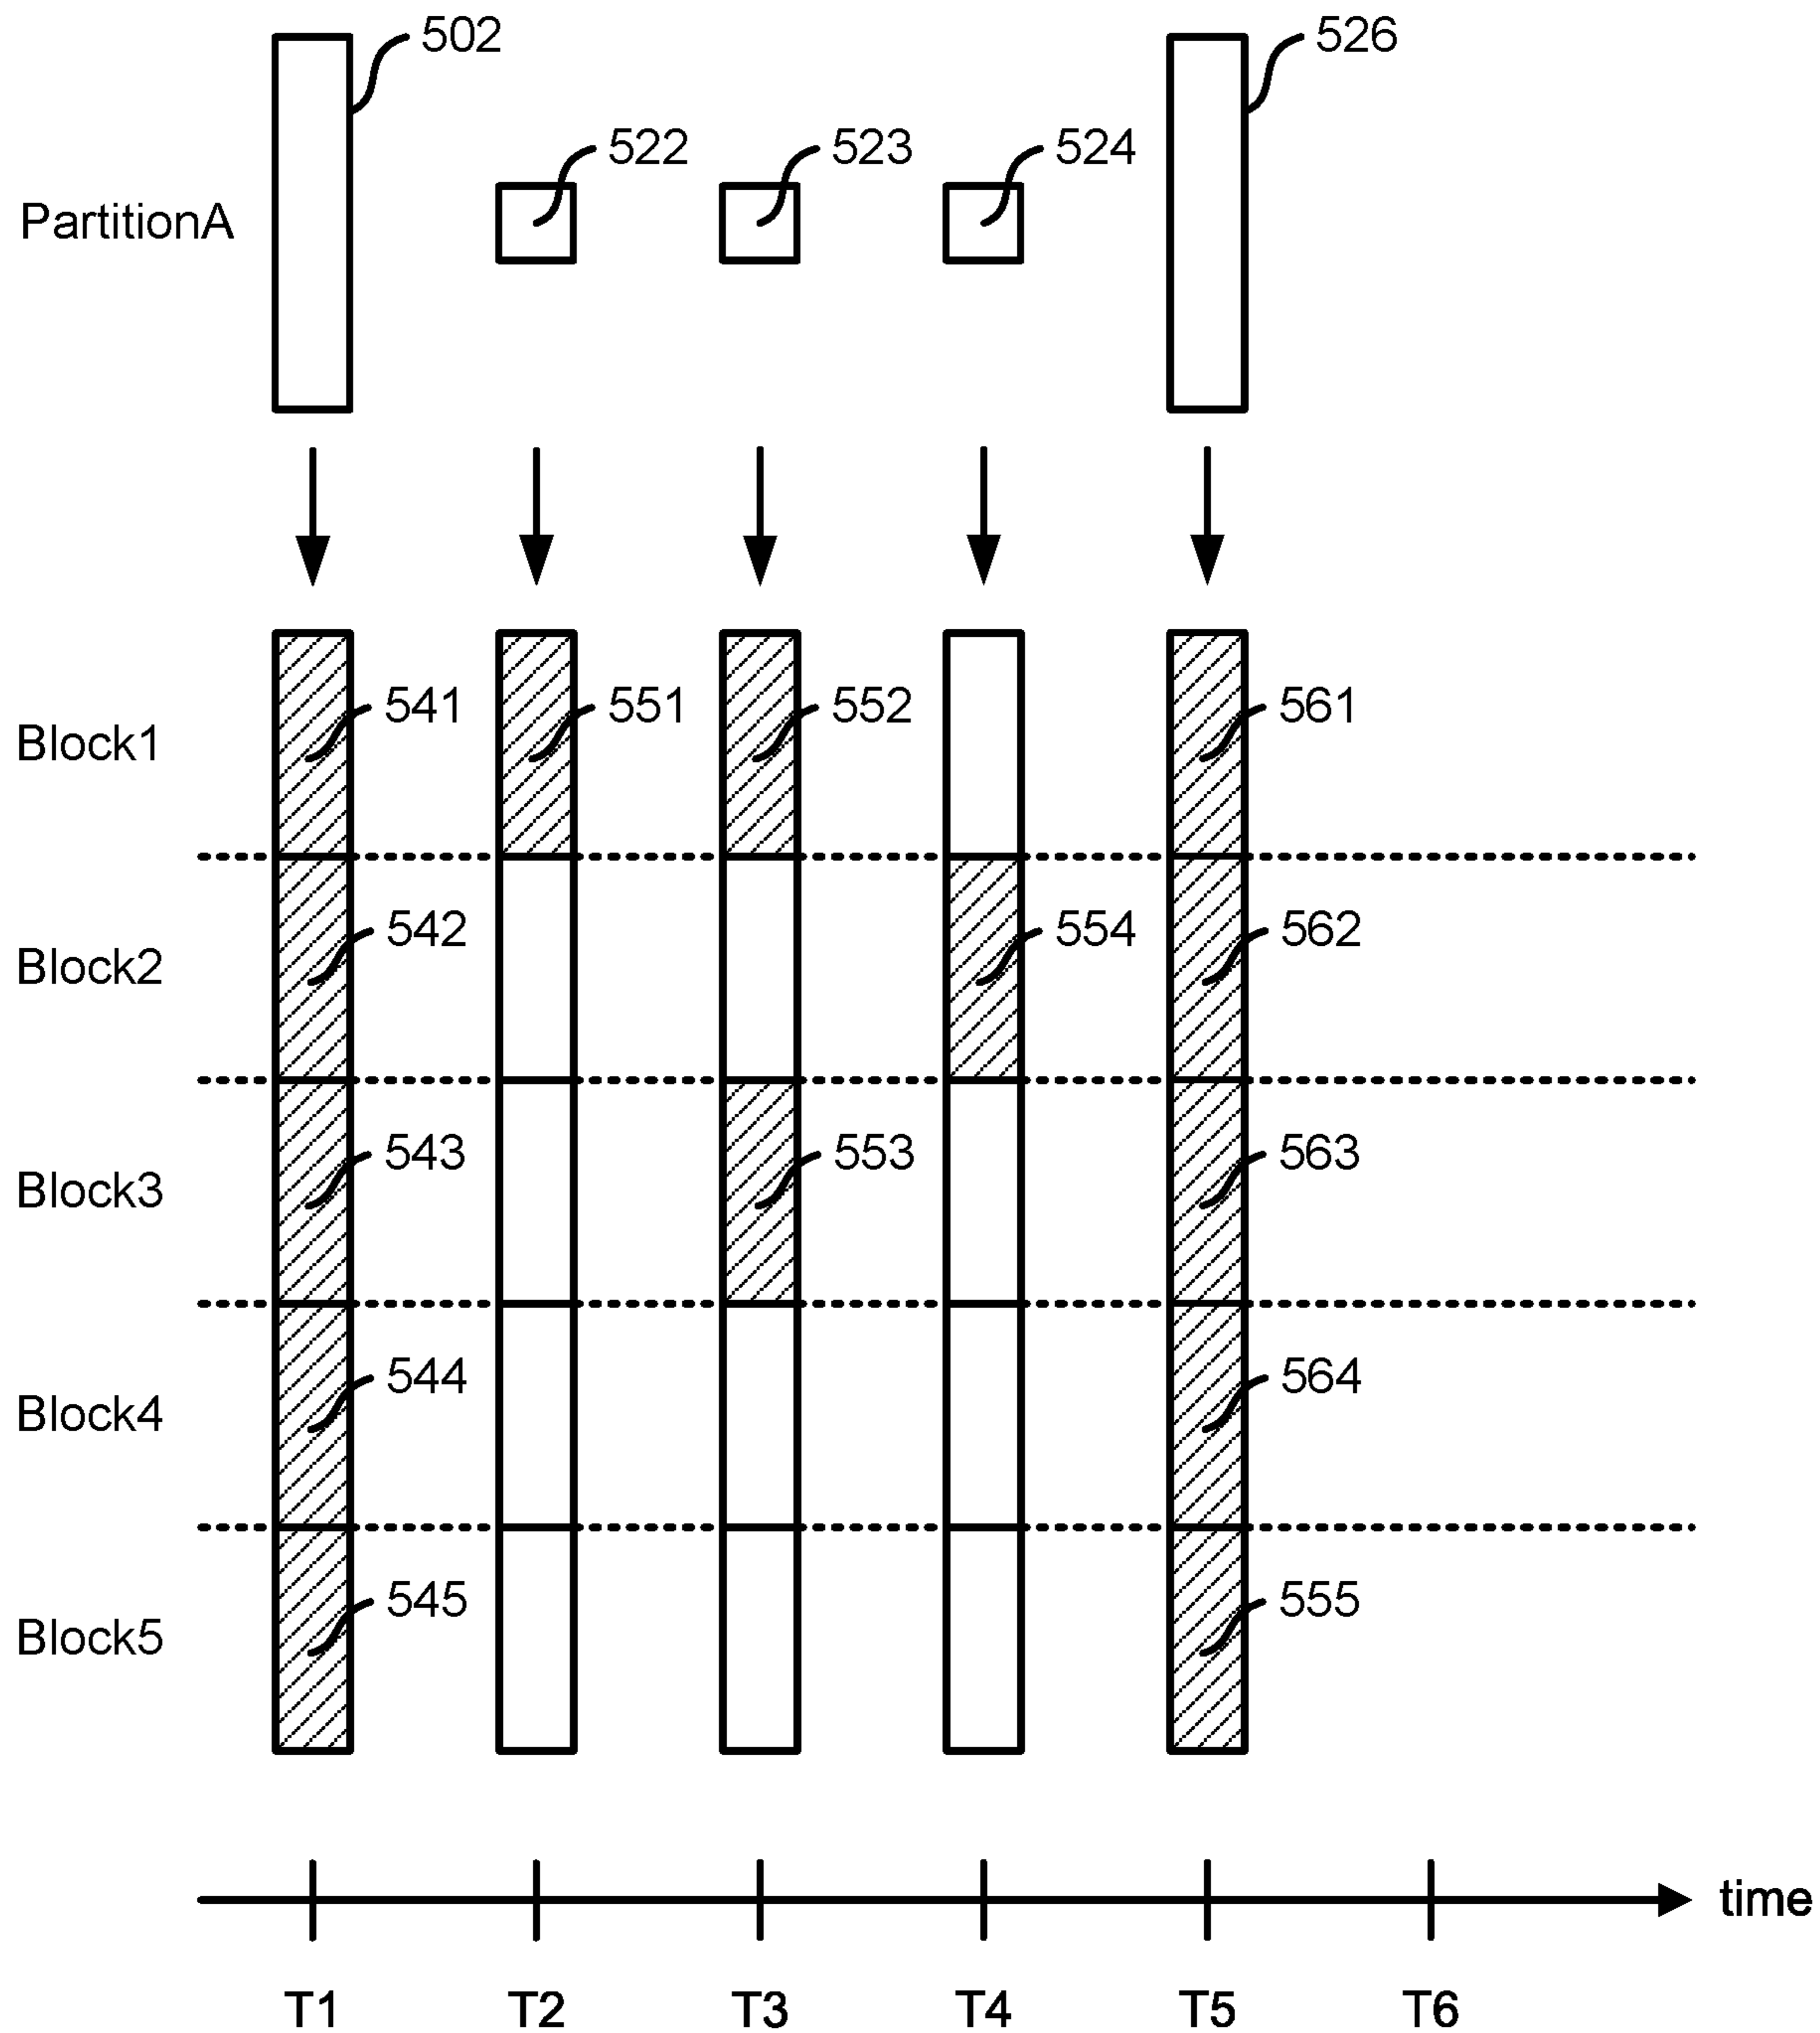 502 526
522 523 524
PartitionA
541 551 552 561
Block1
542 554 562
Block2
543 553 563
Block3
544 564
Block4
545 555
Block5
time
T1 T2 T3 T4 T5 T6